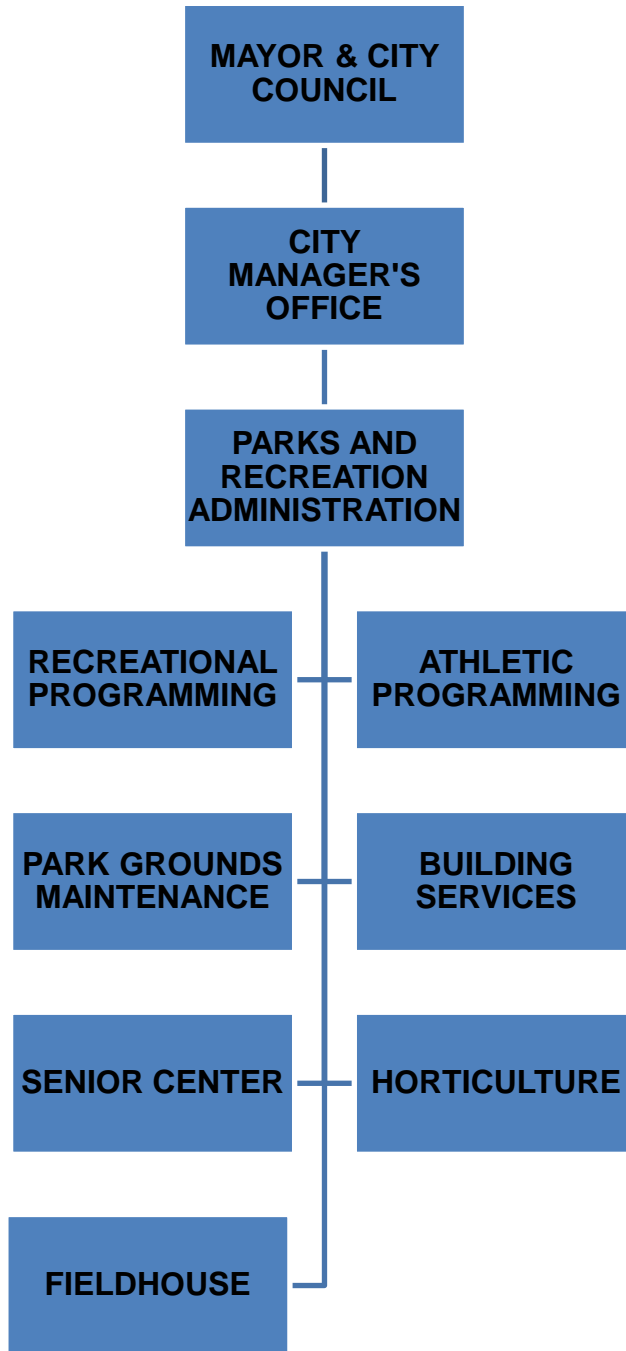 MAYOR & CITY
COUNCIL
CITY
MANAGER'S
OFFICE
PARKS AND
RECREATION
ADMINISTRATION
RECREATIONAL
PROGRAMMING
ATHLETIC
PROGRAMMING
PARK GROUNDS
MAINTENANCE
BUILDING
SERVICES
SENIOR CENTER
HORTICULTURE
FIELDHOUSE